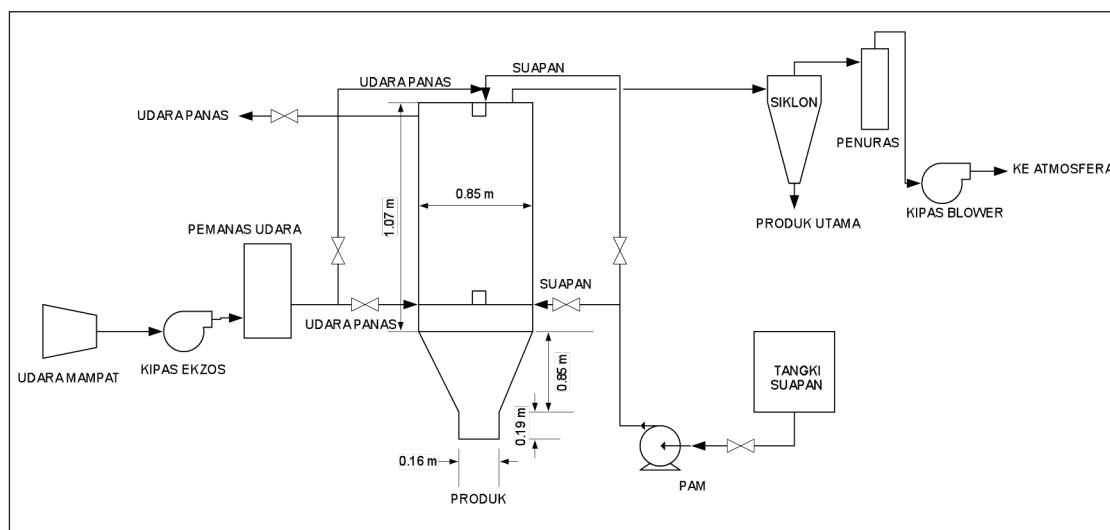 SUAPAN
UDARA PANAS
UDARA PANAS
SIKLON
PENURAS
KE ATMOSFERA
KIPAS BLOWER
PRODUK UTAMA
0.85 m
1.07 m
PEMANAS UDARA
SUAPAN
UDARA PANAS
UDARA MAMPAT
KIPAS EKZOS
0.85 m
TANGKI
SUAPAN
0.19 m
0.16 m
PRODUK
PAM